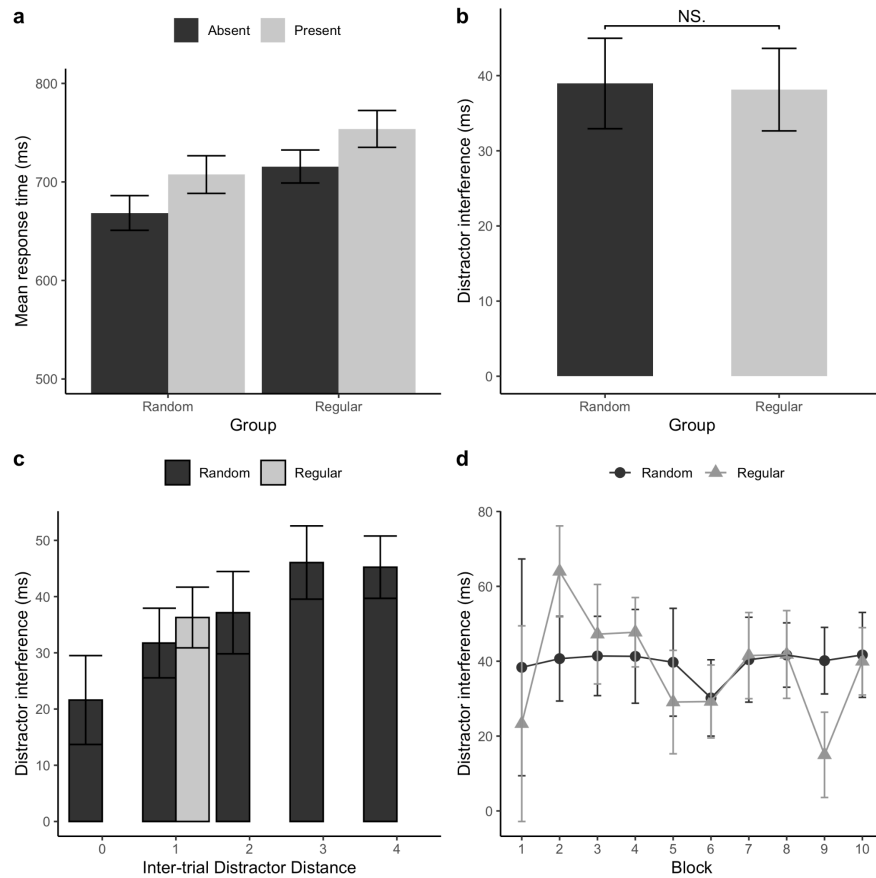 a
Absent Present
Mean response time (ms)
800
700
600
500
Random Regular
Group
b
NS.
Distractor interference (ms)
40
30
20
10
0
Random Regular
Group
c
Random Regular
Distractor interference (ms)
50
40
30
20
10
0
0 1 2 3 4
Inter-trial Distractor Distance
d
Random Regular
Distractor interference (ms)
80
60
40
20
0
1 2 3 4 5 6 7 8 9 10
Block